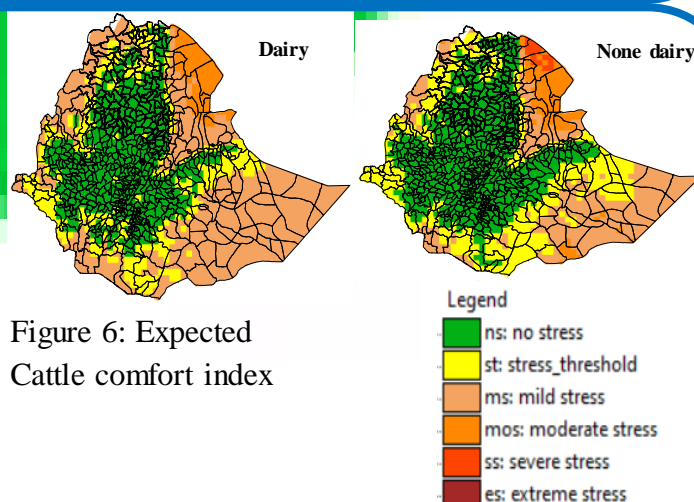 Dairy
None dairy
Figure 6: Expected
Cattle comfort index
Legend
ns: no stress
st: stress_threshold
ms: mild stress
mos: moderate stress
ss: severe stress
es: extreme stress